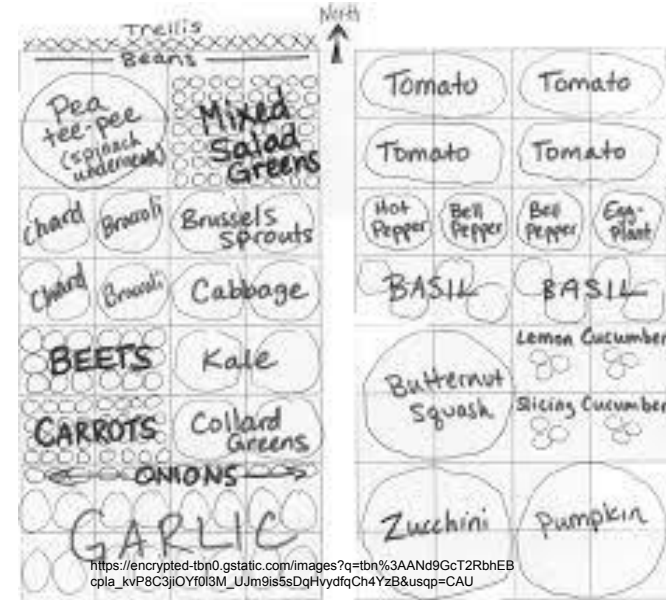 North
Trellis
Beans
Pea
tee-pee
(spinach
underneath)
Mixed
Salad
Greens
Chard
Broccoli
Brussels
Sprouts
Chard
Broccoli
Cabbage
BEETS
Kale
CARROTS
Collard
Greens
ONIONS
GARLIC
Tomato
Tomato
Tomato
Tomato
Hot
Pepper
Bell
Pepper
Bell
Pepper
Egg-
plant
BASIL
BASIL
Butternut
Squash
Lemon Cucumber
Slicing Cucumber
Zucchini
Pumpkin
https://encrypted-tbn0.gstatic.com/images?q=tbn%3AANd9GcT2RbhEB
cpla_kvP8C3jiOYf0l3M_UJm9is5sDqHvydfqCh4YzB&usqp=CAU